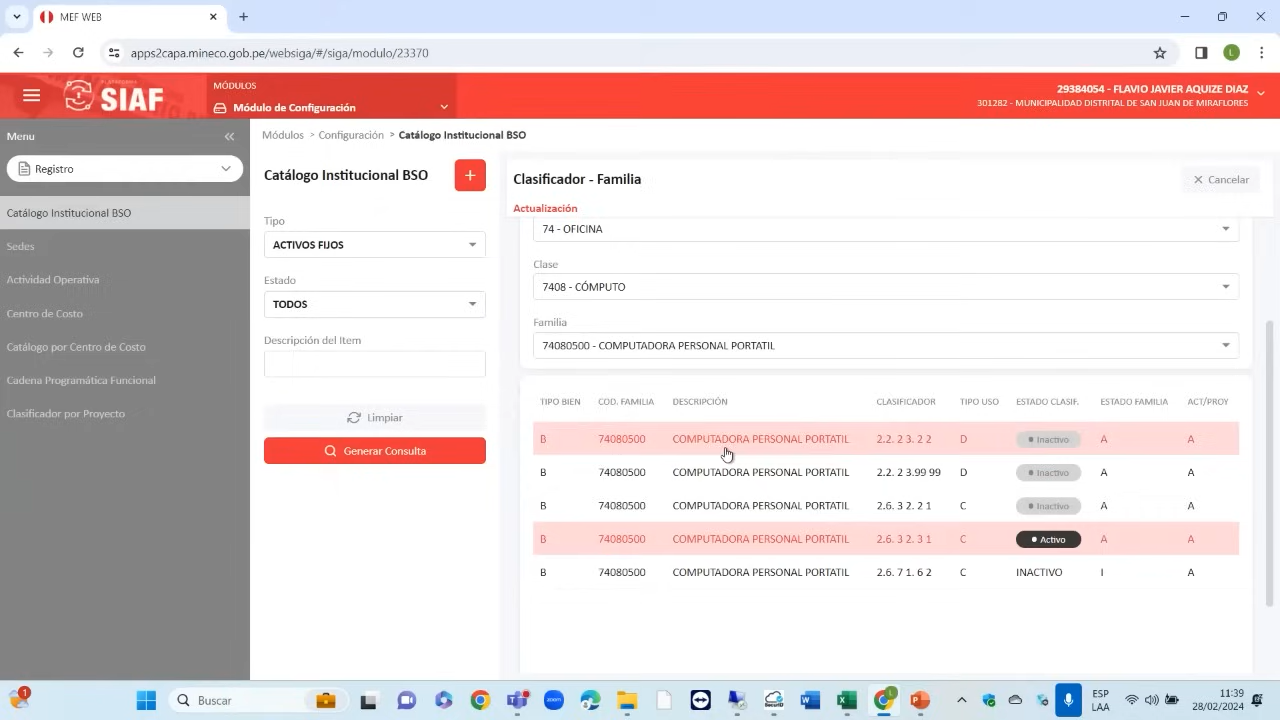 MEF WEB
apps2capa.mineco.gob.pe/websiga/#/siga/modulo/23370
L
PLATAFORMA
SIAF
MÓDULOS
Módulo de Configuración
29384054 - FLAVIO JAVIER AQUIZE DIAZ
301282 - MUNICIPALIDAD DISTRITAL DE SAN JUAN DE MIRAFLORES
Menu
Registro
Catálogo Institucional BSO
Sedes
Actividad Operativa
Centro de Costo
Catálogo por Centro de Costo
Cadena Programática Funcional
Clasificador por Proyecto
Módulos > Configuración > Catálogo Institucional BSO
Catálogo Institucional BSO
Tipo
ACTIVOS FIJOS
Estado
TODOS
Descripción del Item
Limpiar
Generar Consulta
Clasificador - Familia
Cancelar
Actualización
74 - OFICINA
Clase
7408 - CÓMPUTO
Familia
74080500 - COMPUTADORA PERSONAL PORTATIL
TIPO BIEN COD. FAMILIA DESCRIPCIÓN CLASIFICADOR TIPO USO ESTADO CLASIF. ESTADO FAMILIA ACT/PROY
B 74080500 COMPUTADORA PERSONAL PORTATIL 2.2. 2 3. 2 2 D Inactivo A A
B 74080500 COMPUTADORA PERSONAL PORTATIL 2.2. 2 3.99 99 D Inactivo A A
B 74080500 COMPUTADORA PERSONAL PORTATIL 2.6. 3 2. 2 1 C Inactivo A A
B 74080500 COMPUTADORA PERSONAL PORTATIL 2.6. 3 2. 3 1 C Activo A A
B 74080500 COMPUTADORA PERSONAL PORTATIL 2.6. 7 1. 6 2 C INACTIVO I A
1
Buscar
zoom
SecurID
1
ESP
LAA
11:39
28/02/2024